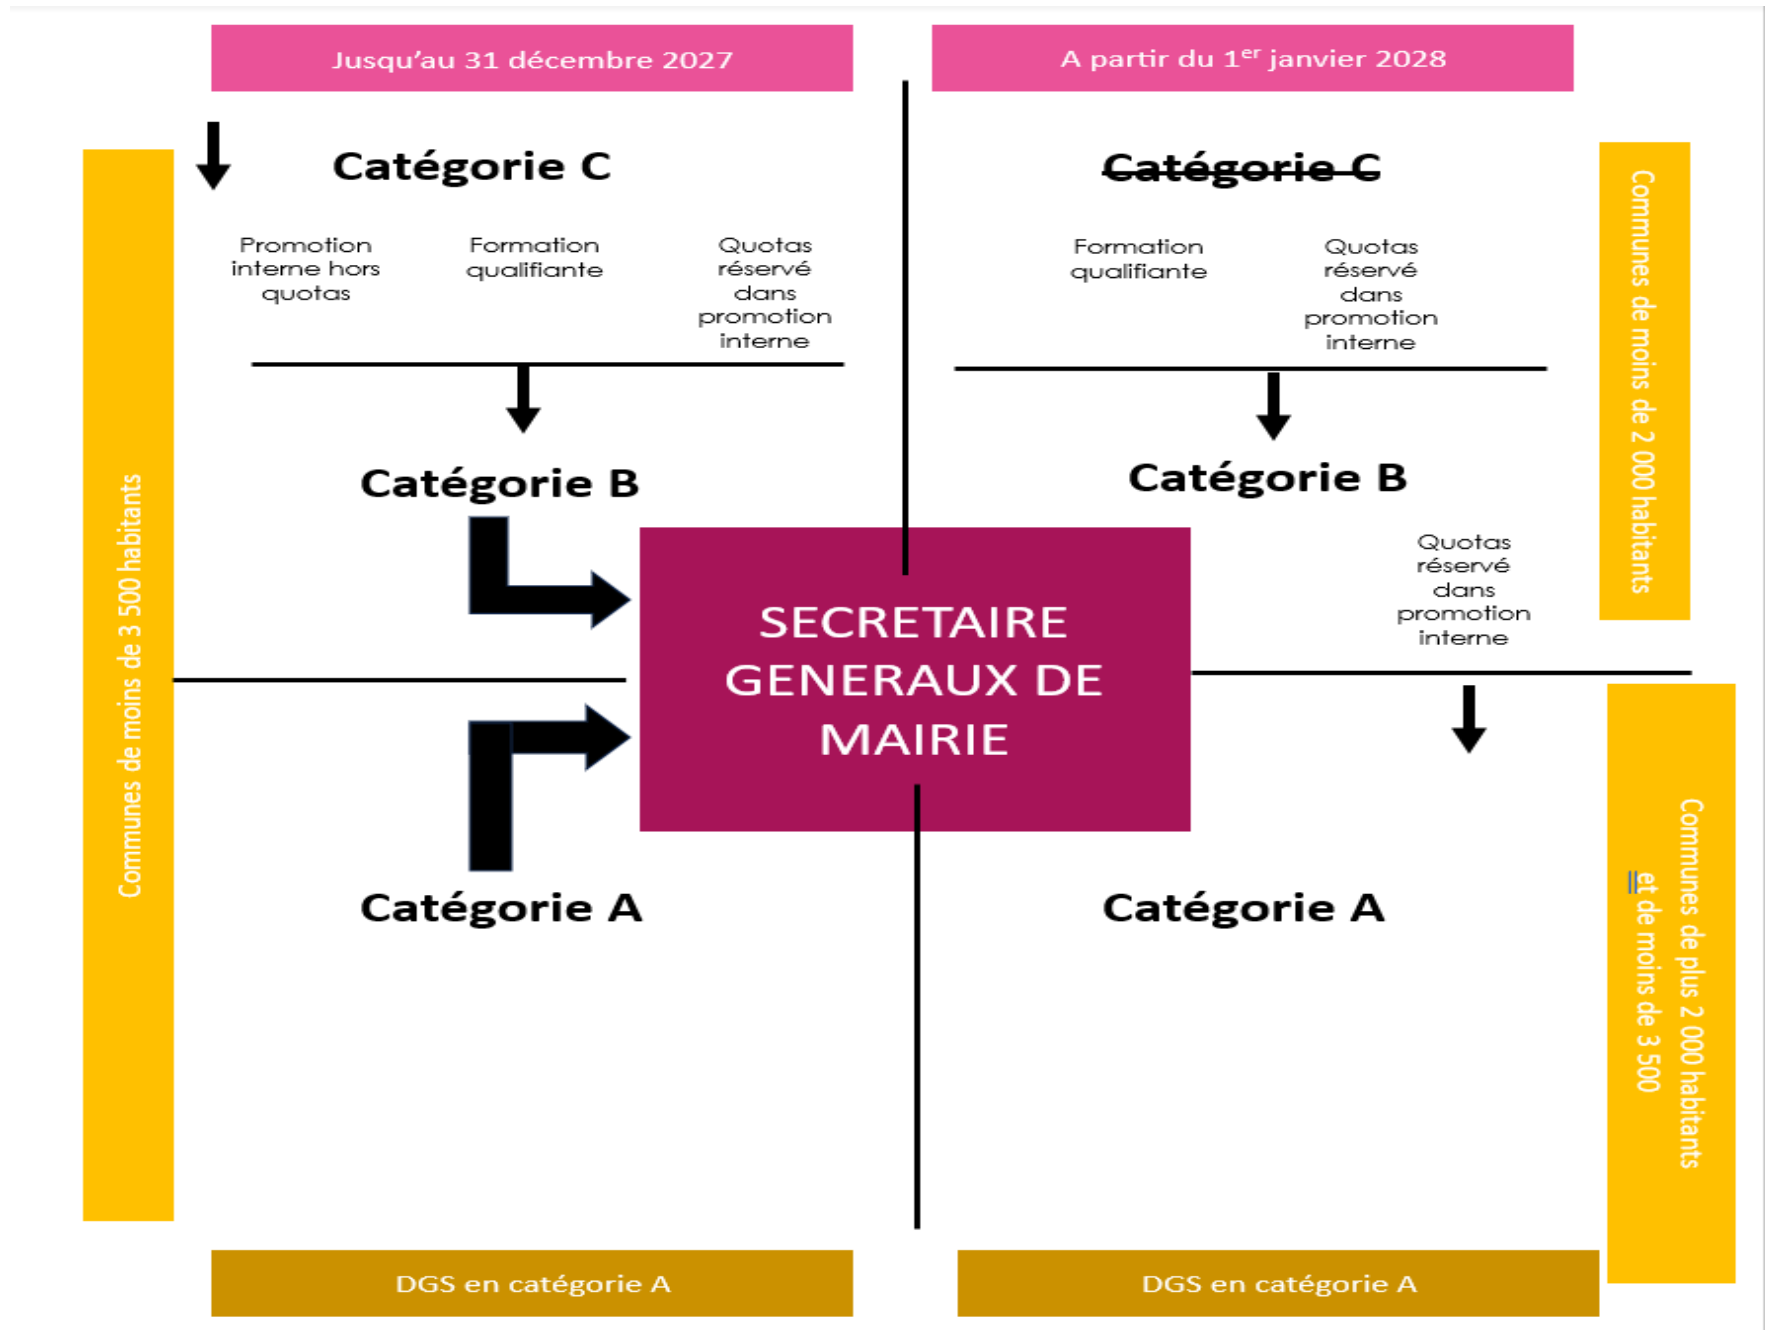 Jusqu'au 31 décembre 2027
A partir du 1er janvier 2028
Catégorie C
Promotion
interne hors
quotas
Formation
qualifiante
Quotas
réservé
dans
promotion
interne
Catégorie B
Catégorie A
Communes de moins de 3 500 habitants
SECRETAIRE
GENERAUX DE
MAIRIE
Catégorie C
Formation
qualifiante
Quotas
réservé
dans
promotion
interne
Catégorie B
Quotas
réservé
dans
promotion
interne
Catégorie A
Communes de moins de 2 000 habitants
Communes de plus 2 000 habitants
et de moins de 3 500
DGS en catégorie A
DGS en catégorie A